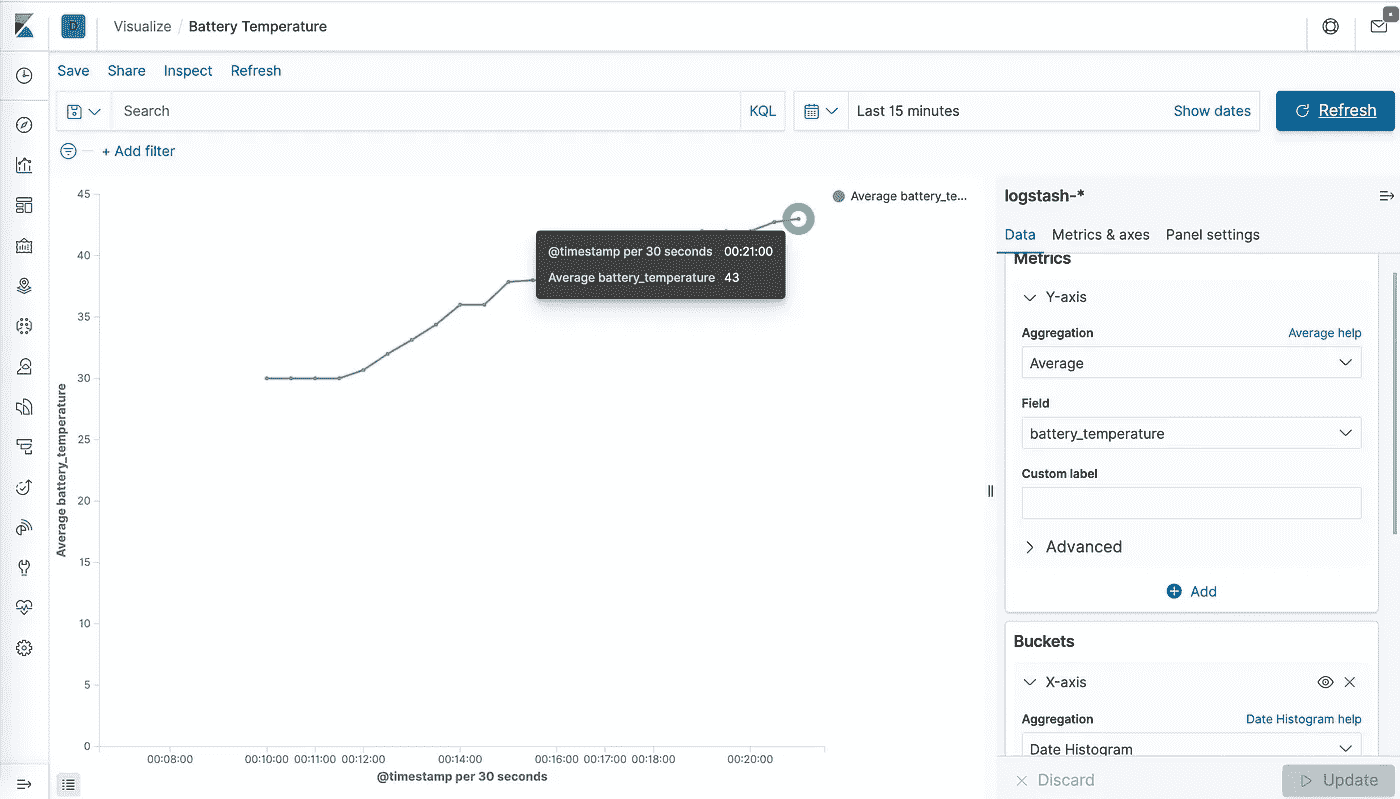 D
Visualize / Battery Temperature
Save Share Inspect Refresh
Search KQL
Last 15 minutes Show dates
Refresh
+ Add filter
45
40
35
30
25
20
15
10
5
0
Average battery_temperature
00:08:00 00:10:00 00:11:00 00:12:00 00:14:00 00:16:00 00:17:00 00:18:00 00:20:00
@timestamp per 30 seconds
Average battery_te...
@timestamp per 30 seconds 00:21:00
Average battery_temperature 43
logstash-*
Data Metrics & axes Panel settings
Metrics
Y-axis
Aggregation Average help
Average
Field
battery_temperature
Custom label
Advanced
Add
Buckets
X-axis
Aggregation Date Histogram help
Date Histogram
Discard Update